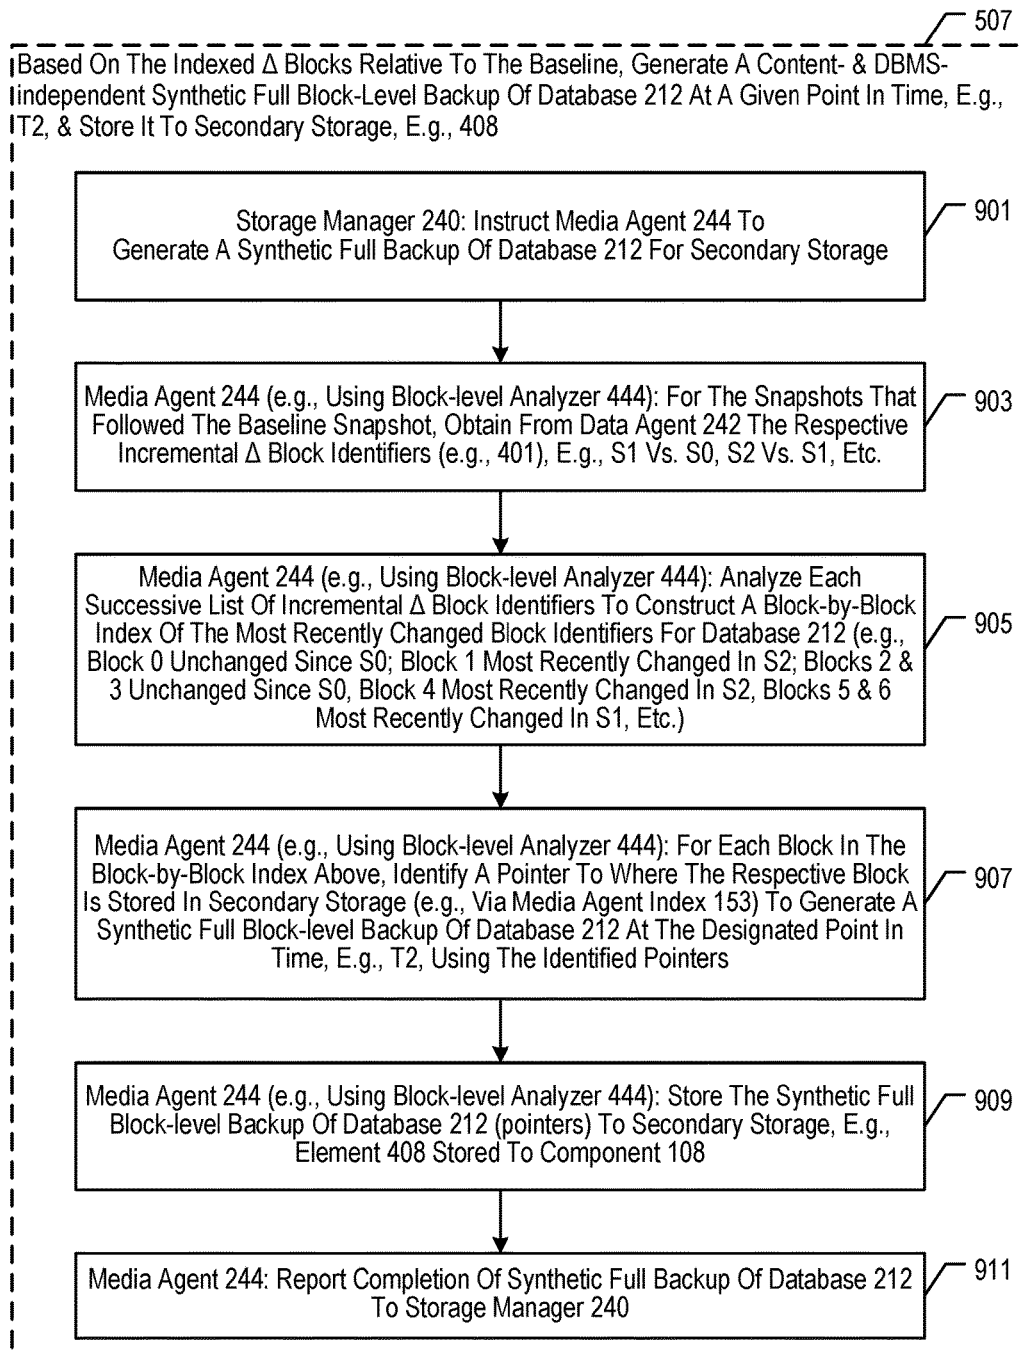 507
Based On The Indexed Δ Blocks Relative To The Baseline, Generate A Content- & DBMS-
independent Synthetic Full Block-Level Backup Of Database 212 At A Given Point In Time, E.g.,
T2, & Store It To Secondary Storage, E.g., 408
901
Storage Manager 240: Instruct Media Agent 244 To
Generate A Synthetic Full Backup Of Database 212 For Secondary Storage
903
Media Agent 244 (e.g., Using Block-level Analyzer 444): For The Snapshots That
Followed The Baseline Snapshot, Obtain From Data Agent 242 The Respective
Incremental Δ Block Identifiers (e.g., 401), E.g., S1 Vs. S0, S2 Vs. S1, Etc.
905
Media Agent 244 (e.g., Using Block-level Analyzer 444): Analyze Each
Successive List Of Incremental Δ Block Identifiers To Construct A Block-by-Block
Index Of The Most Recently Changed Block Identifiers For Database 212 (e.g.,
Block 0 Unchanged Since S0; Block 1 Most Recently Changed In S2; Blocks 2 &
3 Unchanged Since S0, Block 4 Most Recently Changed In S2, Blocks 5 & 6
Most Recently Changed In S1, Etc.)
907
Media Agent 244 (e.g., Using Block-level Analyzer 444): For Each Block In The
Block-by-Block Index Above, Identify A Pointer To Where The Respective Block
Is Stored In Secondary Storage (e.g., Via Media Agent Index 153) To Generate A
Synthetic Full Block-level Backup Of Database 212 At The Designated Point In
Time, E.g., T2, Using The Identified Pointers
909
Media Agent 244 (e.g., Using Block-level Analyzer 444): Store The Synthetic Full
Block-level Backup Of Database 212 (pointers) To Secondary Storage, E.g.,
Element 408 Stored To Component 108
911
Media Agent 244: Report Completion Of Synthetic Full Backup Of Database 212
To Storage Manager 240